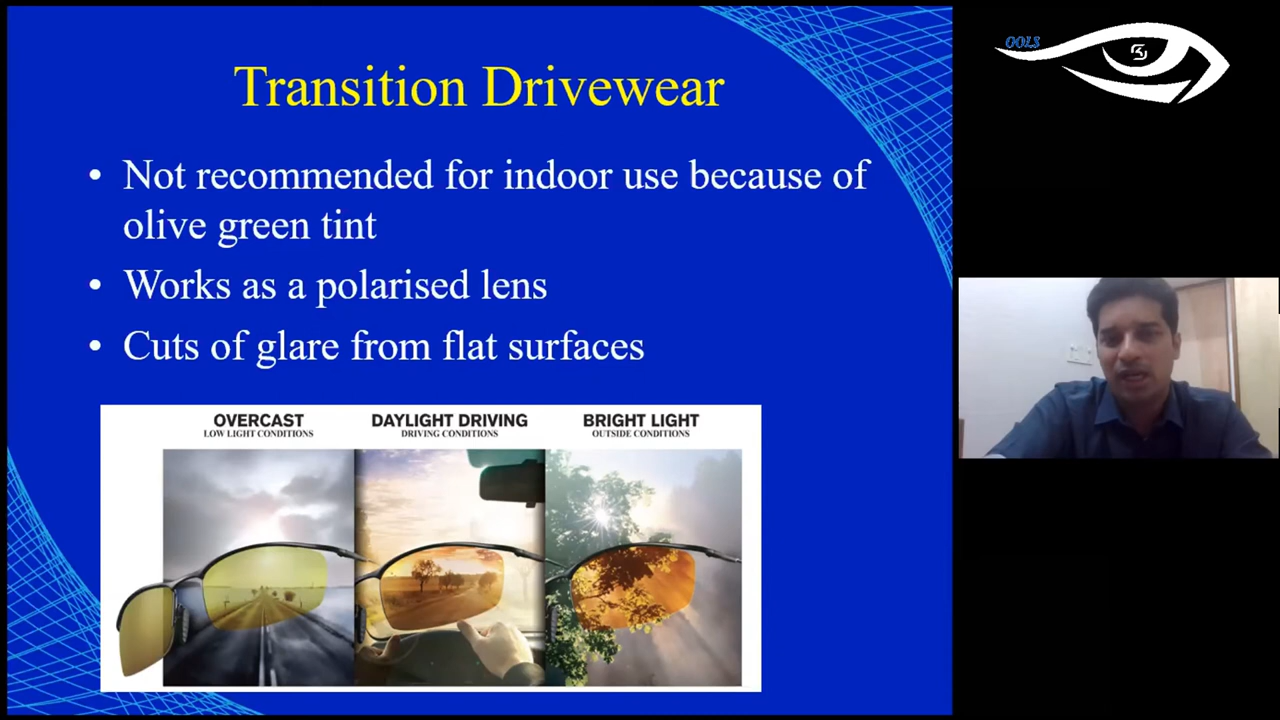 Transition Drivewear
• Not recommended for indoor use because of
olive green tint
• Works as a polarised lens
• Cuts of glare from flat surfaces
OVERCAST
LOW LIGHT CONDITIONS
DAYLIGHT DRIVING
DRIVING CONDITIONS
BRIGHT LIGHT
OUTSIDE CONDITIONS
OOLS